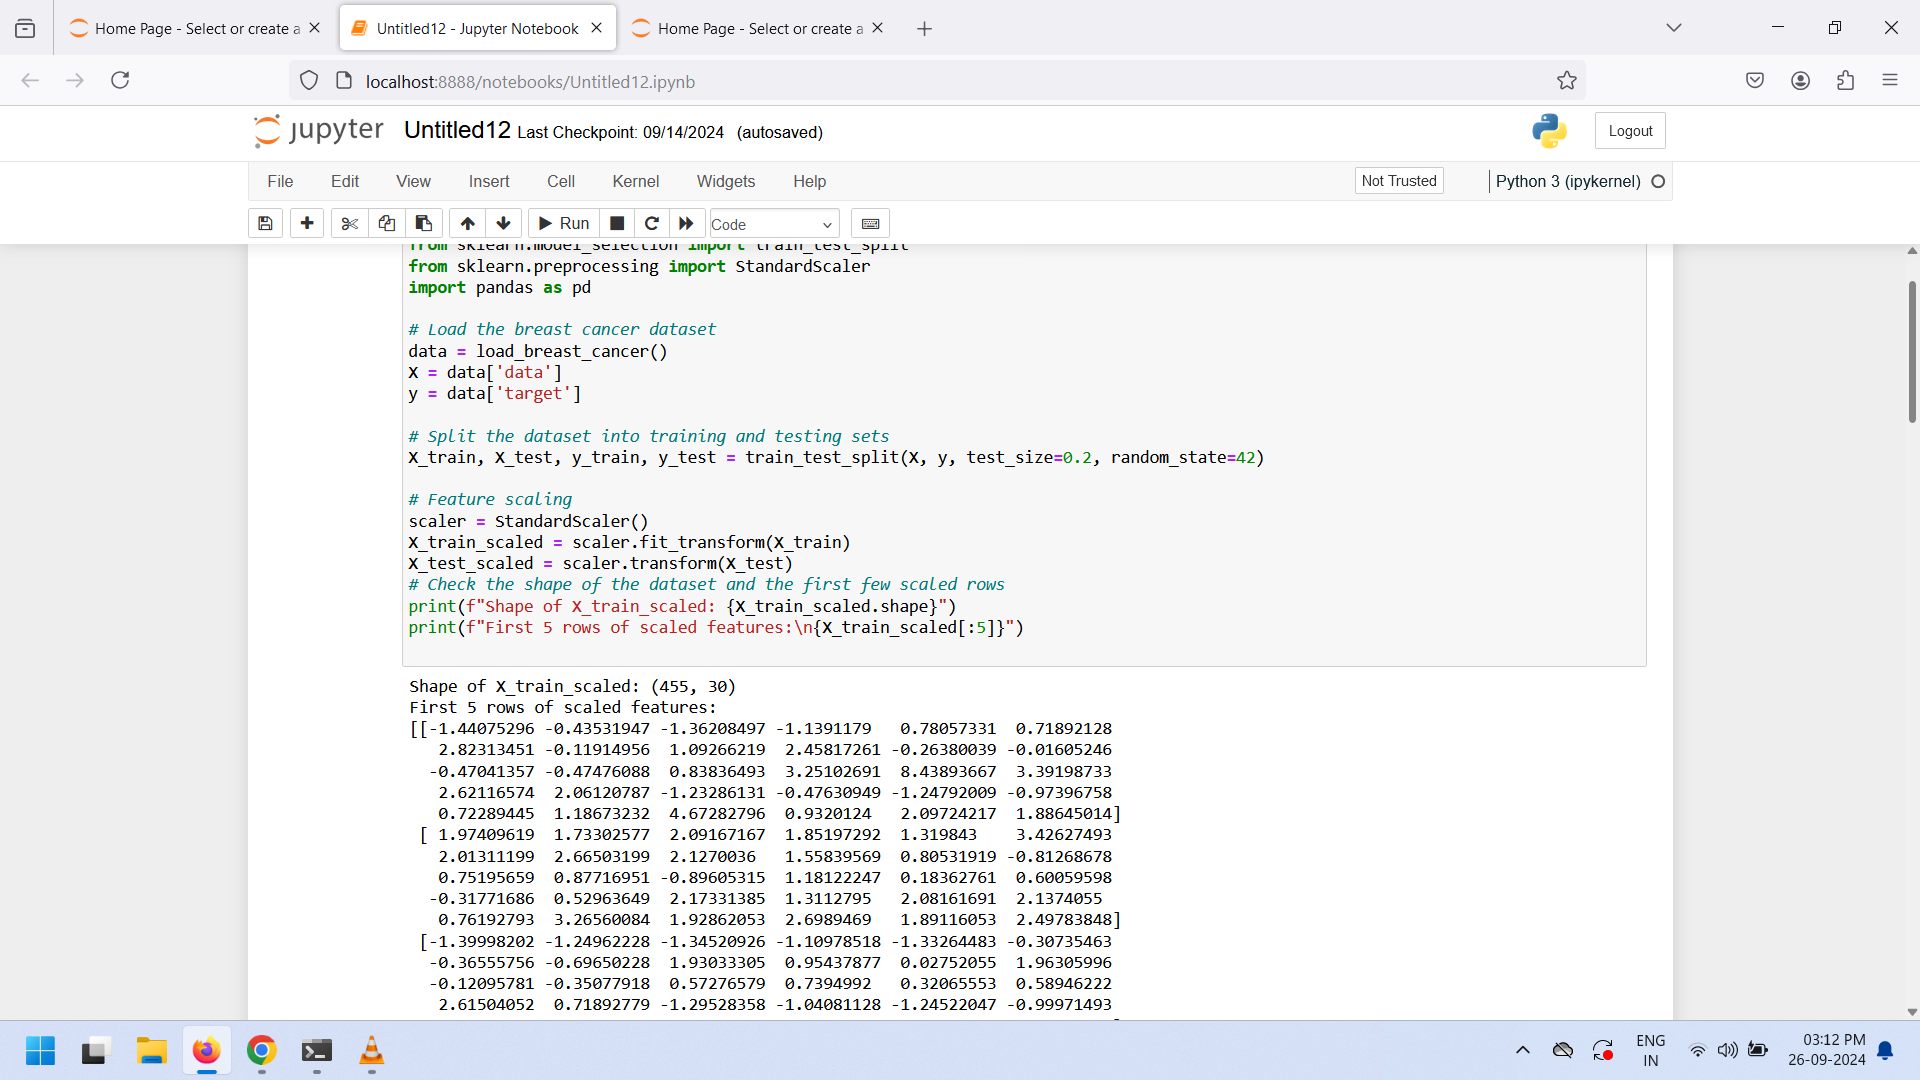 Home Page - Select or create a
Untitled12 - Jupyter Notebook
Home Page - Select or create a
localhost:8888/notebooks/Untitled12.ipynb
jupyter Untitled12 Last Checkpoint: 09/14/2024 (autosaved)
Logout
File Edit View Insert Cell Kernel Widgets Help
Not Trusted
Python 3 (ipykernel)
Run
Code
from sklearn.model_selection import train_test_split
from sklearn.preprocessing import StandardScaler
import pandas as pd
# Load the breast cancer dataset
data = load_breast_cancer()
X = data['data']
y = data['target']
# Split the dataset into training and testing sets
X_train, X_test, y_train, y_test = train_test_split(X, y, test_size=0.2, random_state=42)
# Feature scaling
scaler = StandardScaler()
X_train_scaled = scaler.fit_transform(X_train)
X_test_scaled = scaler.transform(X_test)
# Check the shape of the dataset and the first few scaled rows
print(f"Shape of X_train_scaled: {X_train_scaled.shape}")
print(f"First 5 rows of scaled features:\n{X_train_scaled[:5]}")
Shape of X_train_scaled: (455, 30)
First 5 rows of scaled features:
[[-1.44075296 -0.43531947 -1.36208497 -1.1391179   0.78057331  0.71892128
   2.82313451 -0.11914956  1.09266219  2.45817261 -0.26380039 -0.01605246
  -0.47041357 -0.47476088  0.83836493  3.25102691  8.43893667  3.39198733
   2.62116574  2.06120787 -1.23286131 -0.47630949 -1.24792009 -0.97396758
   0.72289445  1.18673232  4.67282796  0.9320124   2.09724217  1.88645014]
 [ 1.97409619  1.73302577  2.09167167  1.85197292  1.319843    3.42627493
   2.01311199  2.66503199  2.1270036   1.55839569  0.80531919 -0.81268678
   0.75195659  0.87716951 -0.89605315  1.18122247  0.18362761  0.60059598
  -0.31771686  0.52963649  2.17331385  1.3112795   2.08161691  2.1374055
   0.76192793  3.26560084  1.92862053  2.6989469   1.89116053  2.49783848]
 [-1.39998202 -1.24962228 -1.34520926 -1.10978518 -1.33264483 -0.30735463
  -0.36555756 -0.69650228  1.93033305  0.95437877  0.02752055  1.96305996
  -0.12095781 -0.35077918  0.57276579  0.7394992   0.32065553  0.58946222
   2.61504052  0.71892779 -1.29528358 -1.04081128 -1.24522047 -0.99971493
ENG
IN
03:12 PM
26-09-2024